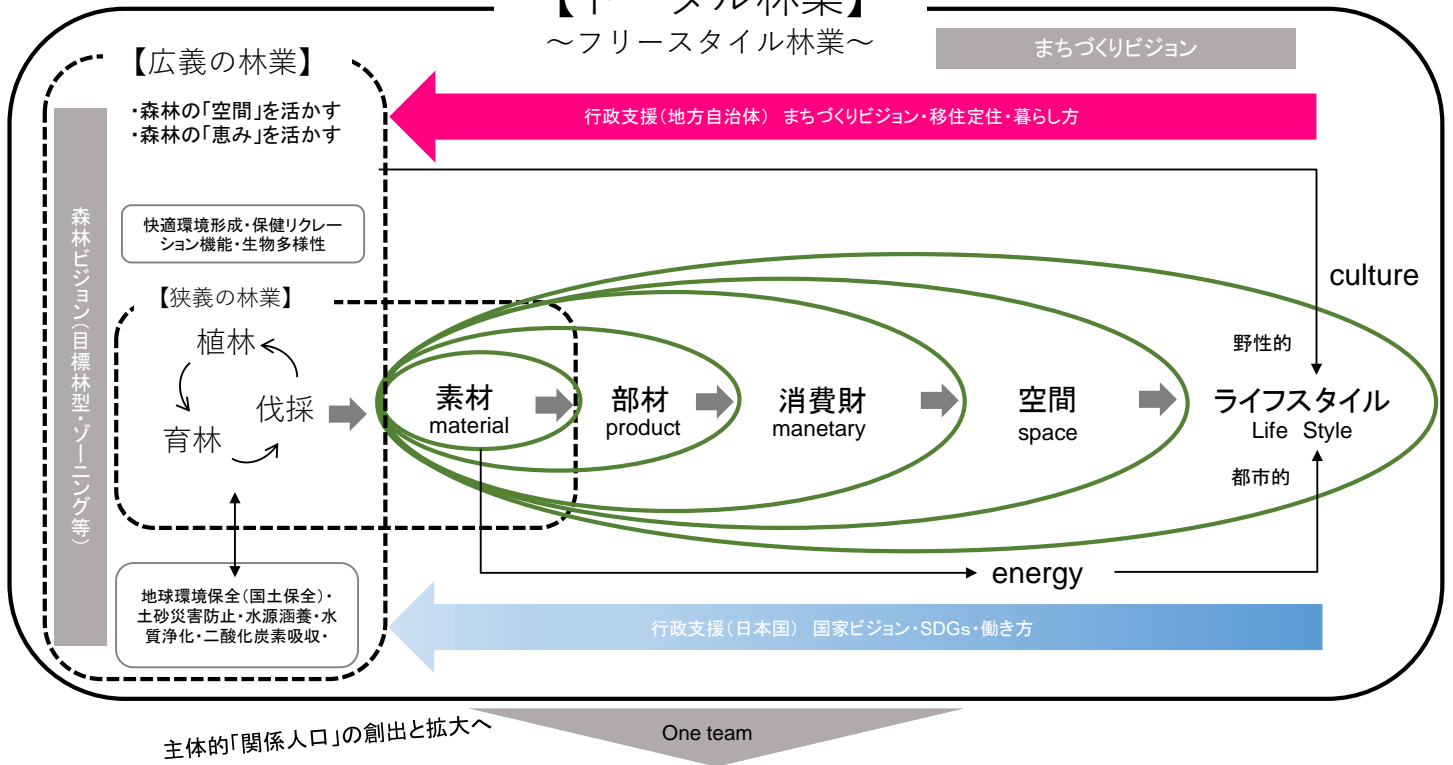 【トータル林業】
～フリースタイル林業～
まちづくりビジョン
【広義の林業】
・森林の「空間」を活かす
・森林の「恵み」を活かす
行政支援（地方自治体）　まちづくりビジョン・移住定住・暮らし方
森林ビジョン（目標林型・ゾーニング等）
快適環境形成・保健リクレー
ション機能・生物多様性
culture
【狭義の林業】
植林
伐採
育林
野性的
素材
material
部材
product
消費財
manetary
空間
space
ライフスタイル
Life Style
都市的
energy
地球環境保全（国土保全）・
土砂災害防止・水源涵養・水
質浄化・二酸化炭素吸収・
行政支援（日本国）　国家ビジョン・SDGs・働き方
主体的「関係人口」の創出と拡大へ
One team